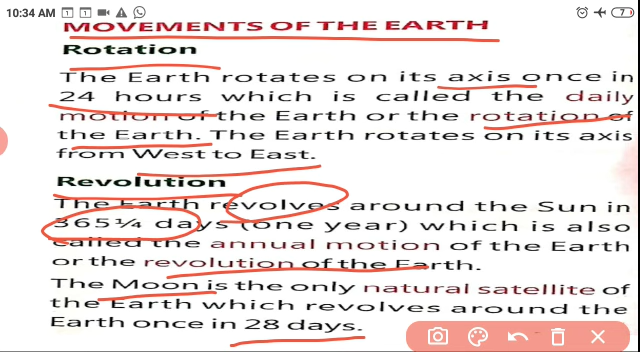 10:34 AM
7
MOVEMENTS OF THE EARTH
Rotation
The Earth rotates on its axis once in
24 hours which is called the daily
motion of the Earth or the rotation of
the Earth. The Earth rotates on its axis
from West to East.
Revolution
The Earth revolves around the Sun in
365¼ days (one year) which is also
called the annual motion of the Earth
or the revolution of the Earth.
The Moon is the only natural satellite of
the Earth which revolves around the
Earth once in 28 days.